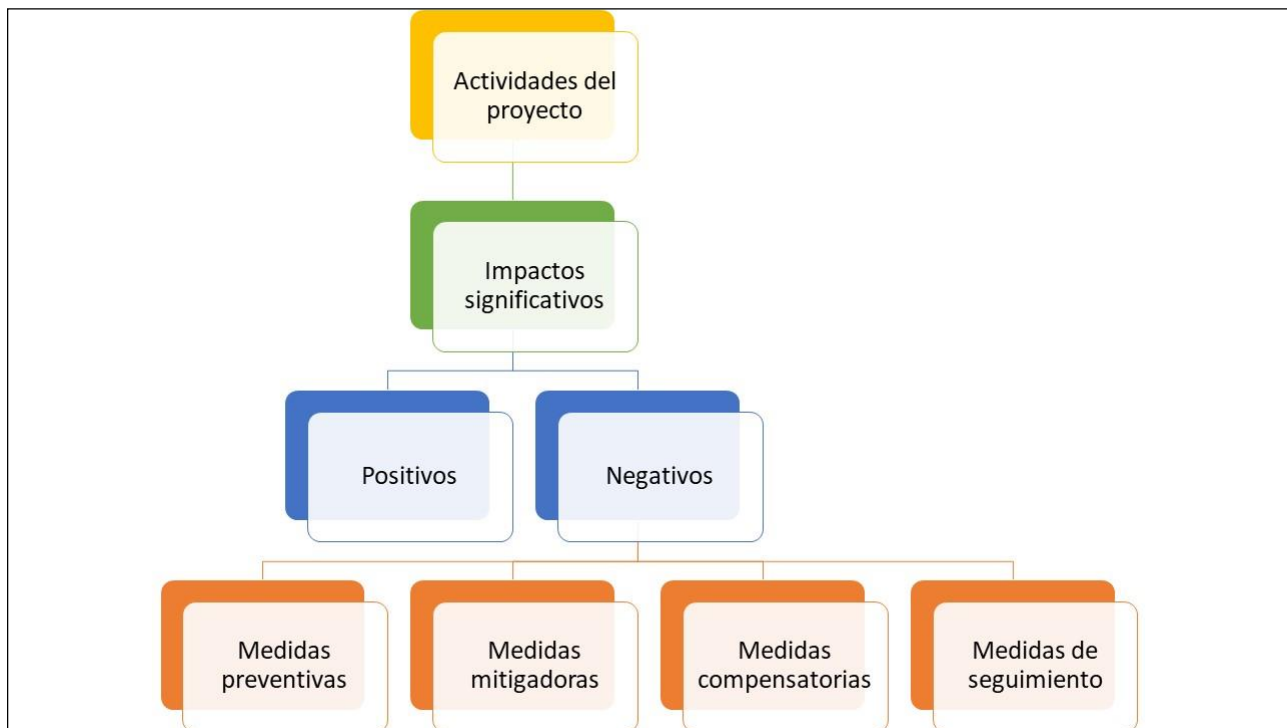 Actividades del
proyecto
Impactos
significativos
Positivos
Negativos
Medidas
preventivas
Medidas
mitigadoras
Medidas
compensatorias
Medidas de
seguimiento